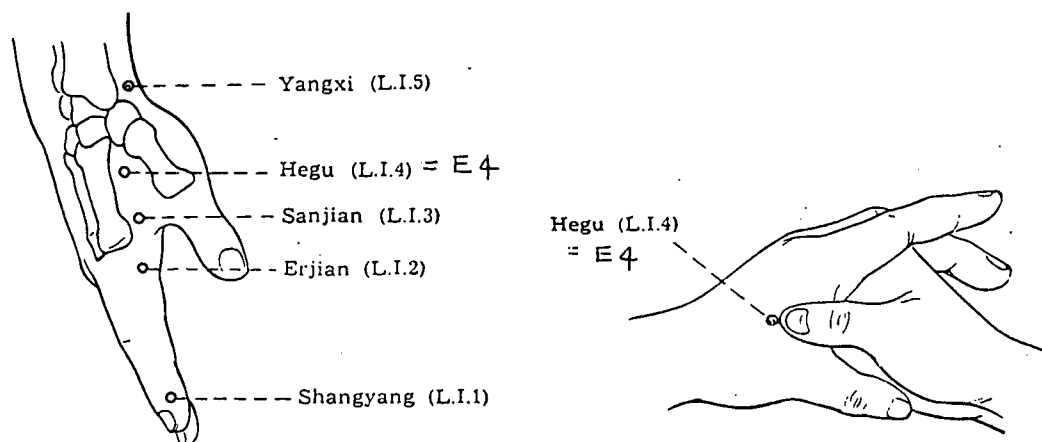 Yangxi (L.I.5)
Hegu (L.I.4) = E4
Sanjian (L.I.3)
Erjian (L.I.2)
Shangyang (L.I.1)
Hegu (L.I.4)
= E4